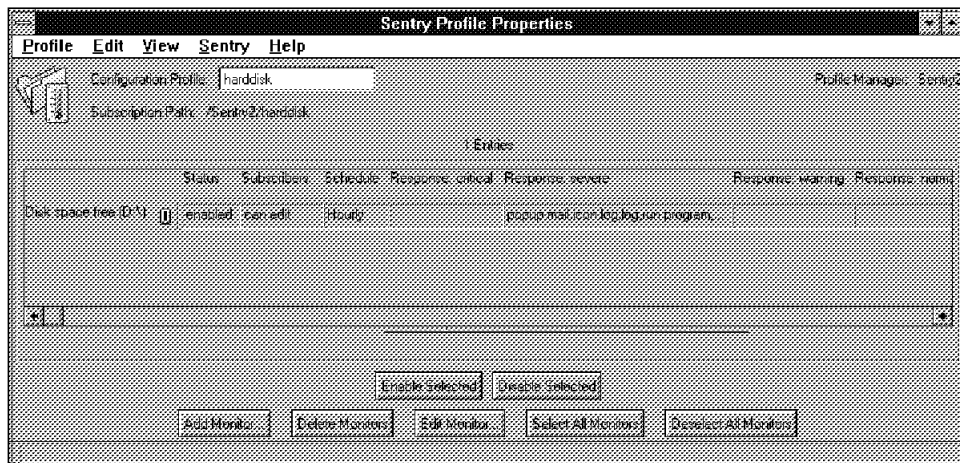 Sentry Profile Properties
Profile Edit View Sentry Help
Configuration Profile: harddisk Profile Manager: Sentry2
Subscription Path: /Sentry2/harddisk
1 Entries
Status Subscribers Schedule Response: critical Response: severe Response: warning Response: norma
Disk space free (D:\) enabled can edit Hourly popup,mail,icon,log,log,run program,...
Enable Selected Disable Selected
Add Monitor... Delete Monitors Edit Monitor... Select All Monitors Deselect All Monitors